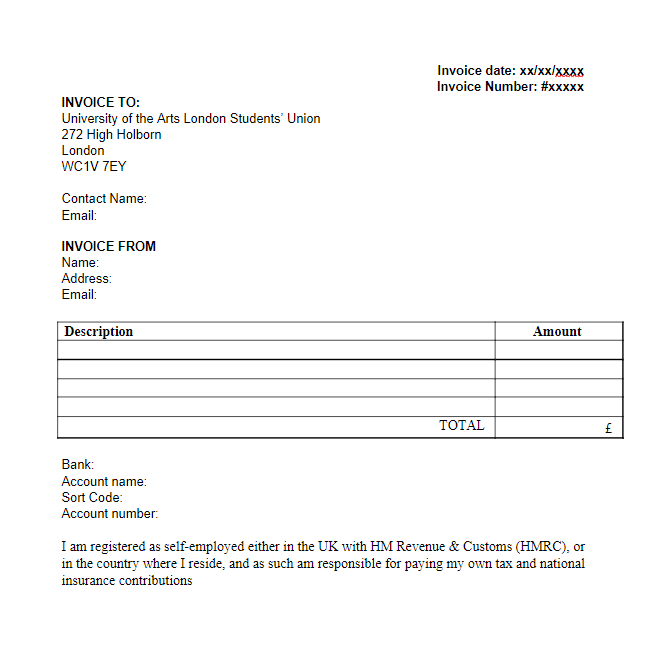 Invoice date: xx/xx/xxxx
Invoice Number: #xxxxx
INVOICE TO:
University of the Arts London Students’ Union
272 High Holborn
London
WC1V 7EY
Contact Name:
Email:
INVOICE FROM
Name:
Address:
Email:
Description Amount
TOTAL £
Bank:
Account name:
Sort Code:
Account number:
I am registered as self-employed either in the UK with HM Revenue & Customs (HMRC), or
in the country where I reside, and as such am responsible for paying my own tax and national
insurance contributions